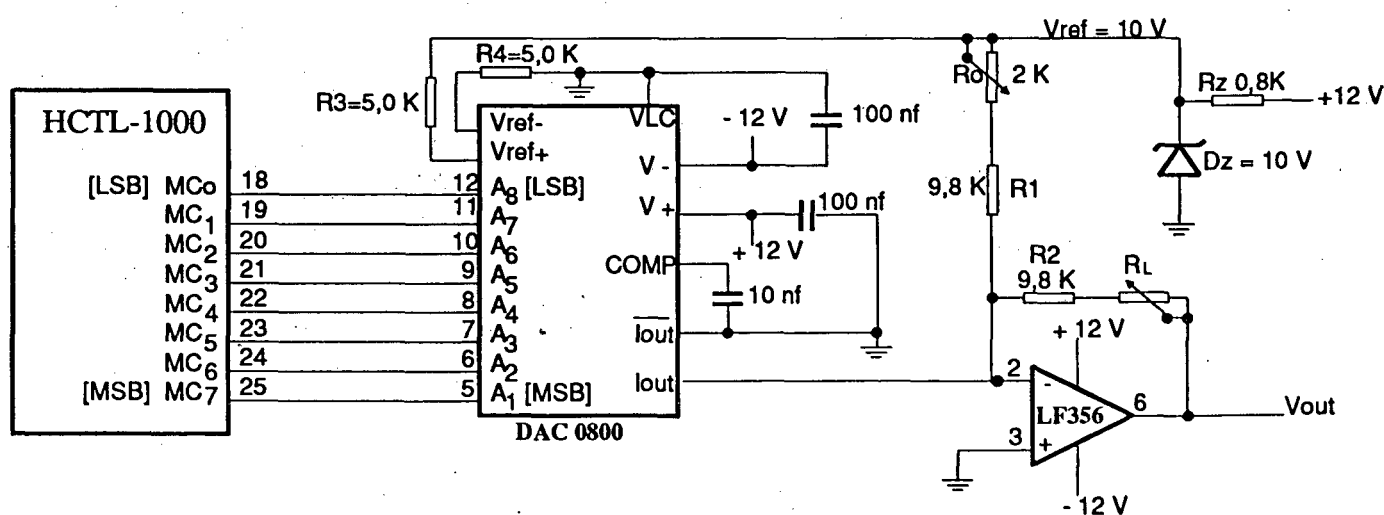 Vref = 10 V
R4=5,0 K
R3=5,0 K
Ro
2 K
Rz 0,8K
+12 V
Dz = 10 V
HCTL-1000
[LSB] MCo 18
MC1 19
MC2 20
MC3 21
MC4 22
MC5 23
MC6 24
[MSB] MC7 25
Vref-
Vref+
12 A8 [LSB]
11 A7
10 A6
9 A5
8 A4
7 A3
6 A2
5 A1 [MSB]
VLC
V -
V +
COMP
Iout
Iout
DAC 0800
- 12 V
100 nf
100 nf
+ 12 V
10 nf
9,8 K
R1
R2
9,8 K
RL
+ 12 V
2
-
LF356
6
3
+
- 12 V
Vout